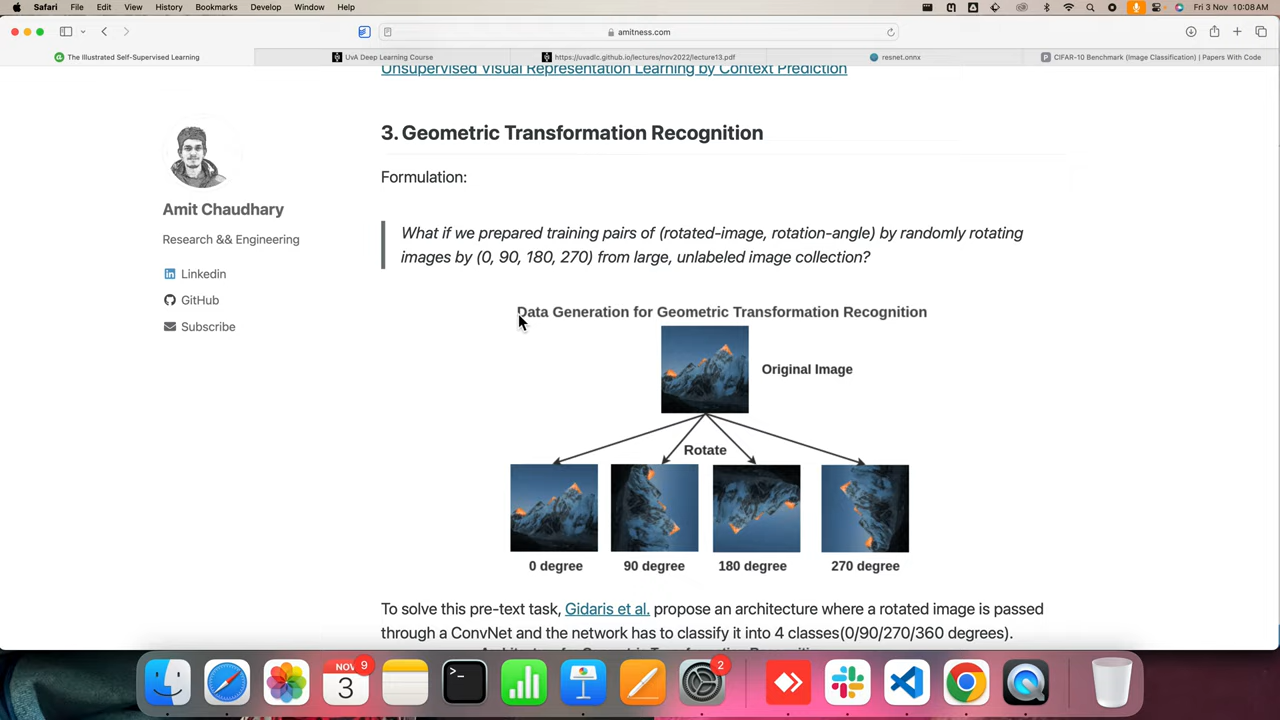 Safari File Edit View History Bookmarks Develop Window Help Fri 3 Nov 10:08 AM
amitness.com
The Illustrated Self-Supervised Learning UvA Deep Learning Course https://uvadlc.github.io/lectures/nov2022/lecture13.pdf resnet.onnx CIFAR-10 Benchmark (Image Classification) | Papers With Code
Unsupervised Visual Representation Learning by Context Prediction
3. Geometric Transformation Recognition
Formulation:
Amit Chaudhary
Research && Engineering
Linkedin
GitHub
Subscribe
What if we prepared training pairs of (rotated-image, rotation-angle) by randomly rotating
images by (0, 90, 180, 270) from large, unlabeled image collection?
Data Generation for Geometric Transformation Recognition
Original Image
Rotate
0 degree 90 degree 180 degree 270 degree
To solve this pre-text task, Gidaris et al. propose an architecture where a rotated image is passed
through a ConvNet and the network has to classify it into 4 classes(0/90/270/360 degrees).
NOV 9
3
2